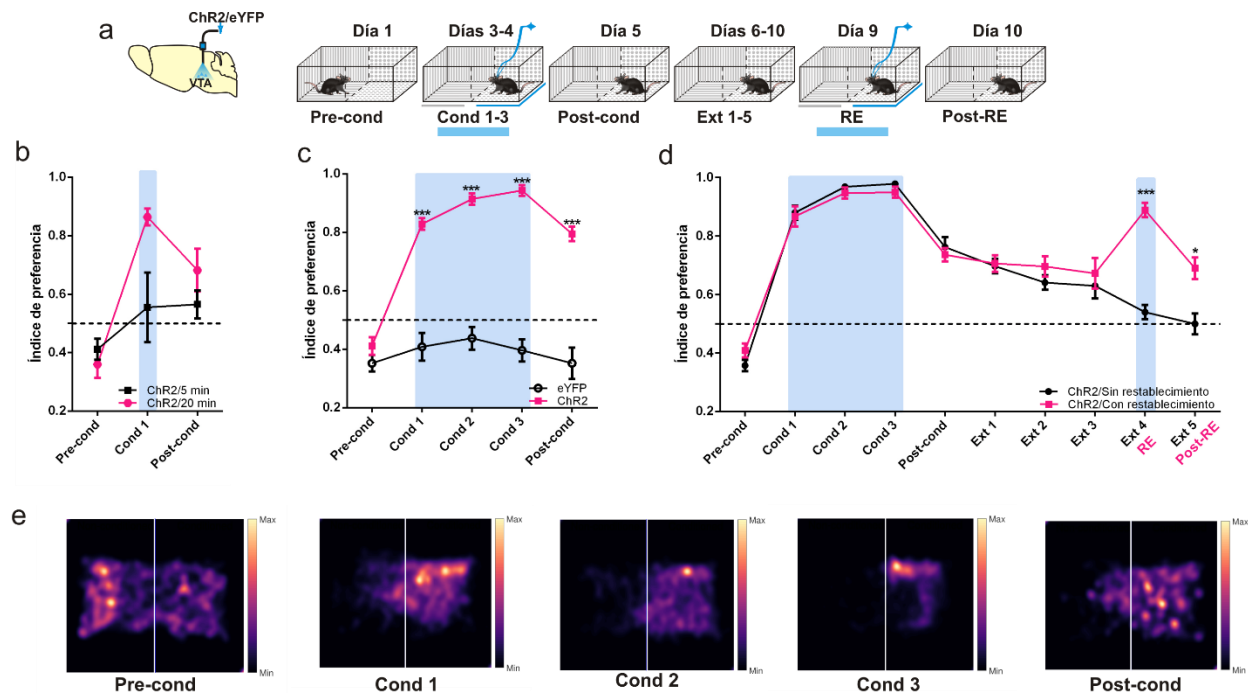 a
ChR2/eYFP
VTA
Día 1
Días 3-4
Día 5
Días 6-10
Día 9
Día 10
Pre-cond
Cond 1-3
Post-cond
Ext 1-5
RE
Post-RE
b
Índice de preferencia
1.0
0.8
0.6
0.4
0.2
ChR2/5 min
ChR2/20 min
Pre-cond
Cond 1
Post-cond
c
Índice de preferencia
1.0
0.8
0.6
0.4
0.2
***
***
***
***
eYFP
ChR2
Pre-cond
Cond 1
Cond 2
Cond 3
Post-cond
d
Índice de preferencia
1.0
0.8
0.6
0.4
0.2
***
*
ChR2/Sin restablecimiento
ChR2/Con restablecimiento
Pre-cond
Cond 1
Cond 2
Cond 3
Post-cond
Ext 1
Ext 2
Ext 3
Ext 4
RE
Ext 5
Post-RE
e
Max
Min
Pre-cond
Max
Min
Cond 1
Max
Min
Cond 2
Max
Min
Cond 3
Max
Min
Post-cond